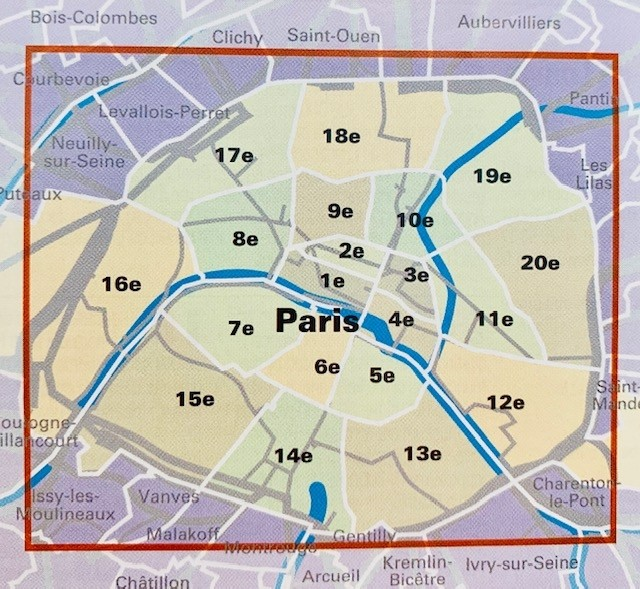 Bois-Colombes
Aubervilliers
Clichy
Saint-Ouen
Courbevoie
Pantin
Levallois-Perret
18e
Neuilly-
sur-Seine
17e
Les
Lilas
19e
Puteaux
9e
10e
8e
2e
20e
3e
1e
16e
Paris
4e
11e
7e
6e
5e
15e
12e
Saint-
Mandé
14e
13e
Issy-les-
Moulineaux
Vanves
Charenton-
le-Pont
Malakoff
Gentilly
Montrouge
Kremlin-
Bicêtre
Ivry-sur-Seine
Arcueil
Châtillon